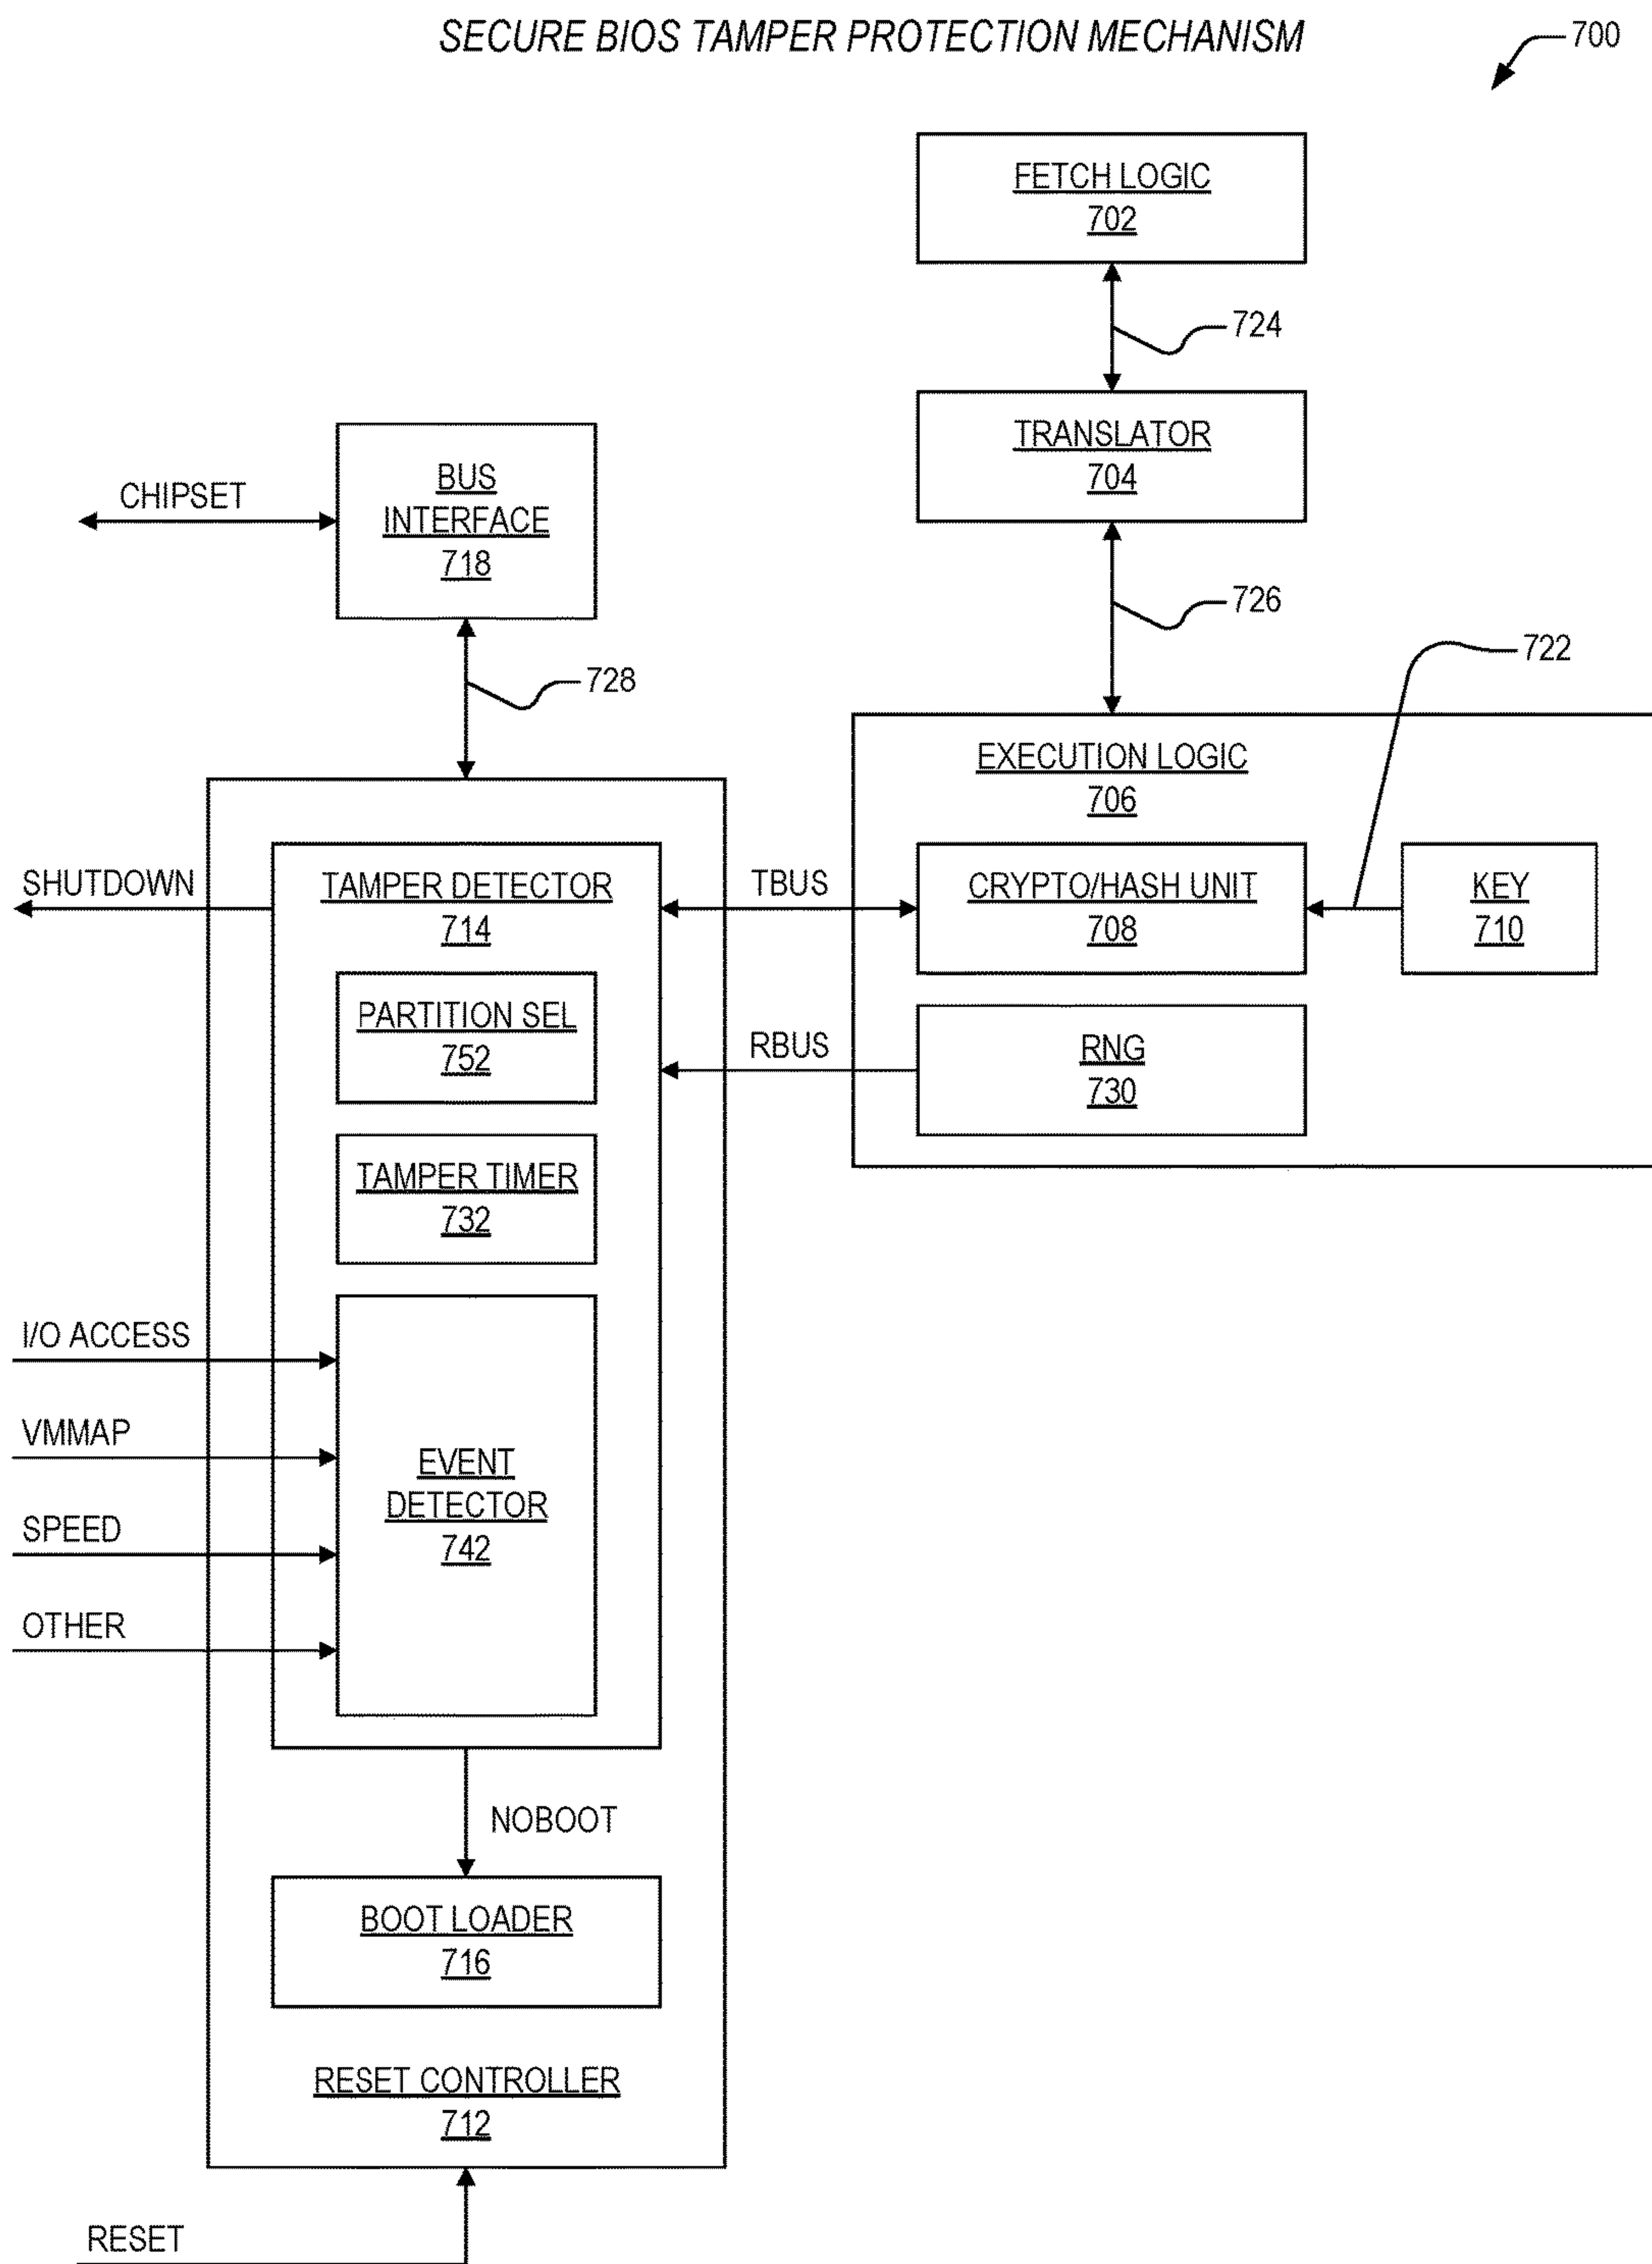 SECURE BIOS TAMPER PROTECTION MECHANISM
700
FETCH LOGIC
702
724
TRANSLATOR
704
BUS
INTERFACE
718
CHIPSET
726
722
728
EXECUTION LOGIC
706
SHUTDOWN
TAMPER DETECTOR
714
TBUS
CRYPTO/HASH UNIT
708
KEY
710
PARTITION SEL
752
RBUS
RNG
730
TAMPER TIMER
732
I/O ACCESS
VMMAP
SPEED
OTHER
EVENT
DETECTOR
742
NOBOOT
BOOT LOADER
716
RESET CONTROLLER
712
RESET